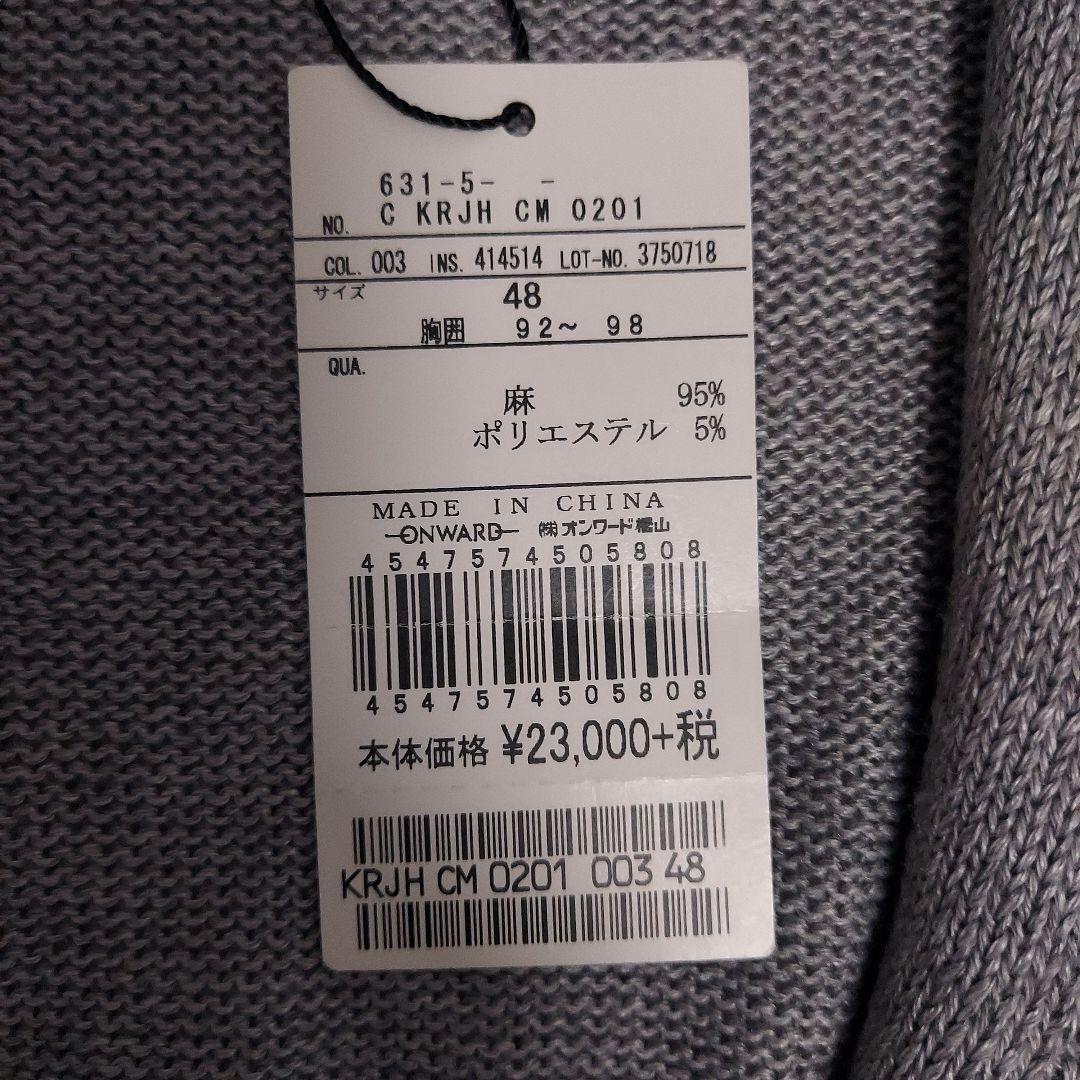 631-5-  -
NO. C KRJH CM 0201
COL. 003 INS. 414514 LOT-NO. 3750718
サイズ 48
胸囲 92～ 98
QUA.
麻 95%
ポリエステル 5%
MADE IN CHINA
ONWARD ㈱オンワード樫山
4547574505808
4547574505808
本体価格 ¥23,000+税
KRJH CM 0201 003 48